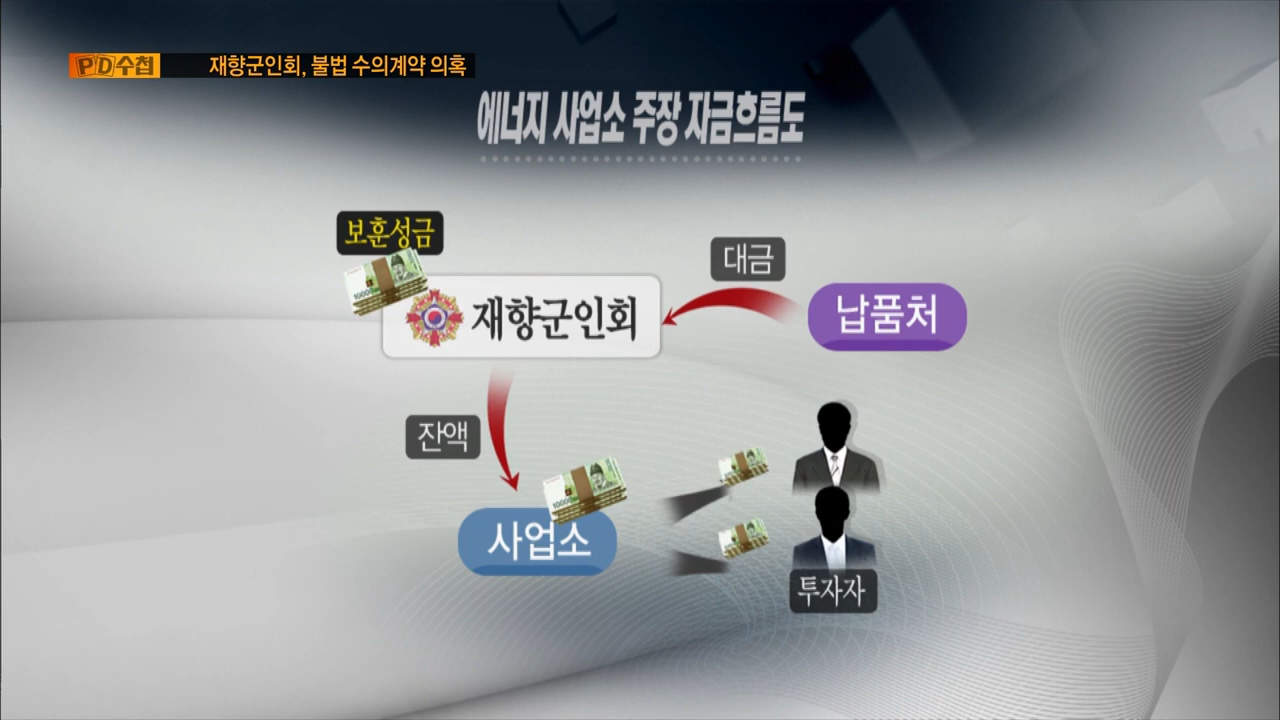 PD수첩
재향군인회, 불법 수의계약 의혹
에너지 사업소 주장 자금흐름도
보훈성금
대금
재향군인회
납품처
잔액
사업소
투자자